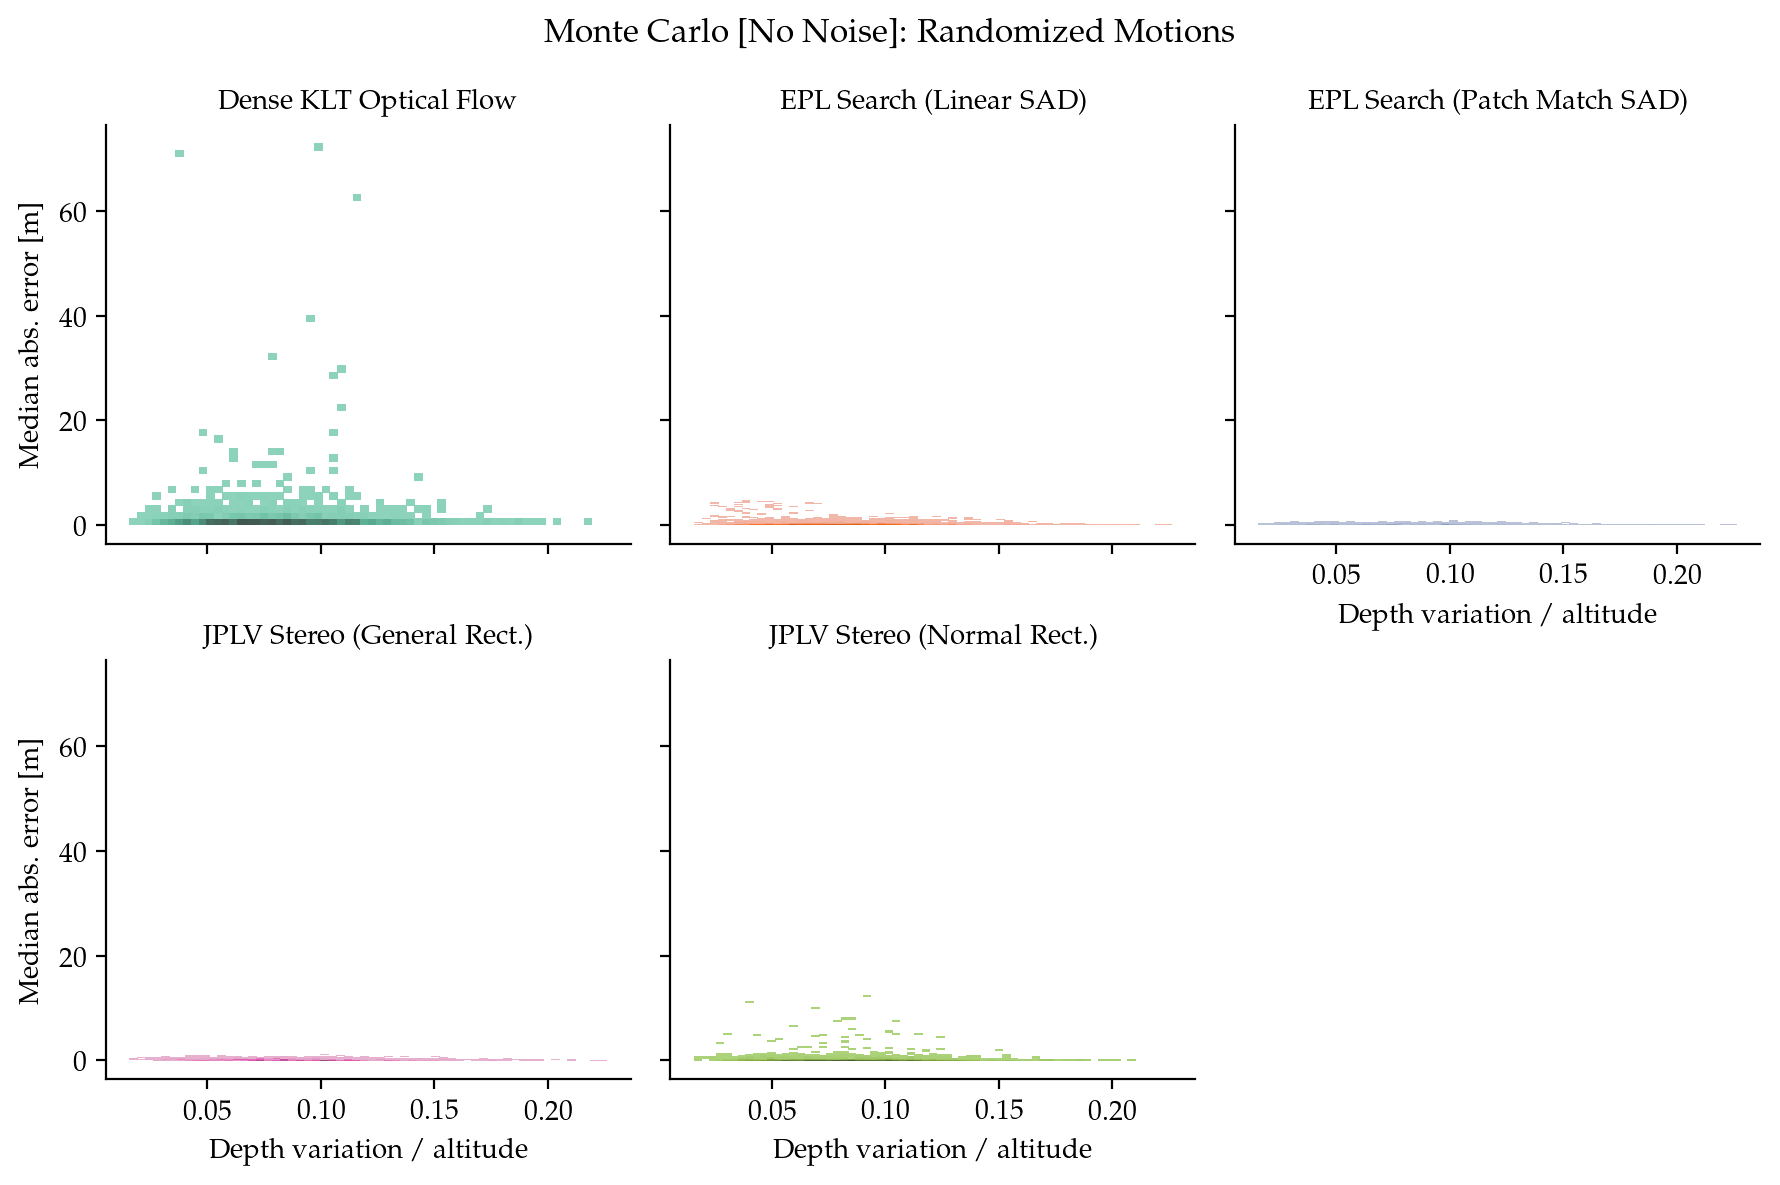 Monte Carlo [No Noise]: Randomized Motions
Dense KLT Optical Flow
Median abs. error [m]
60
40
20
0
EPL Search (Linear SAD)
EPL Search (Patch Match SAD)
0.05 0.10 0.15 0.20
Depth variation / altitude
JPLV Stereo (General Rect.)
Median abs. error [m]
60
40
20
0
0.05 0.10 0.15 0.20
Depth variation / altitude
JPLV Stereo (Normal Rect.)
0.05 0.10 0.15 0.20
Depth variation / altitude